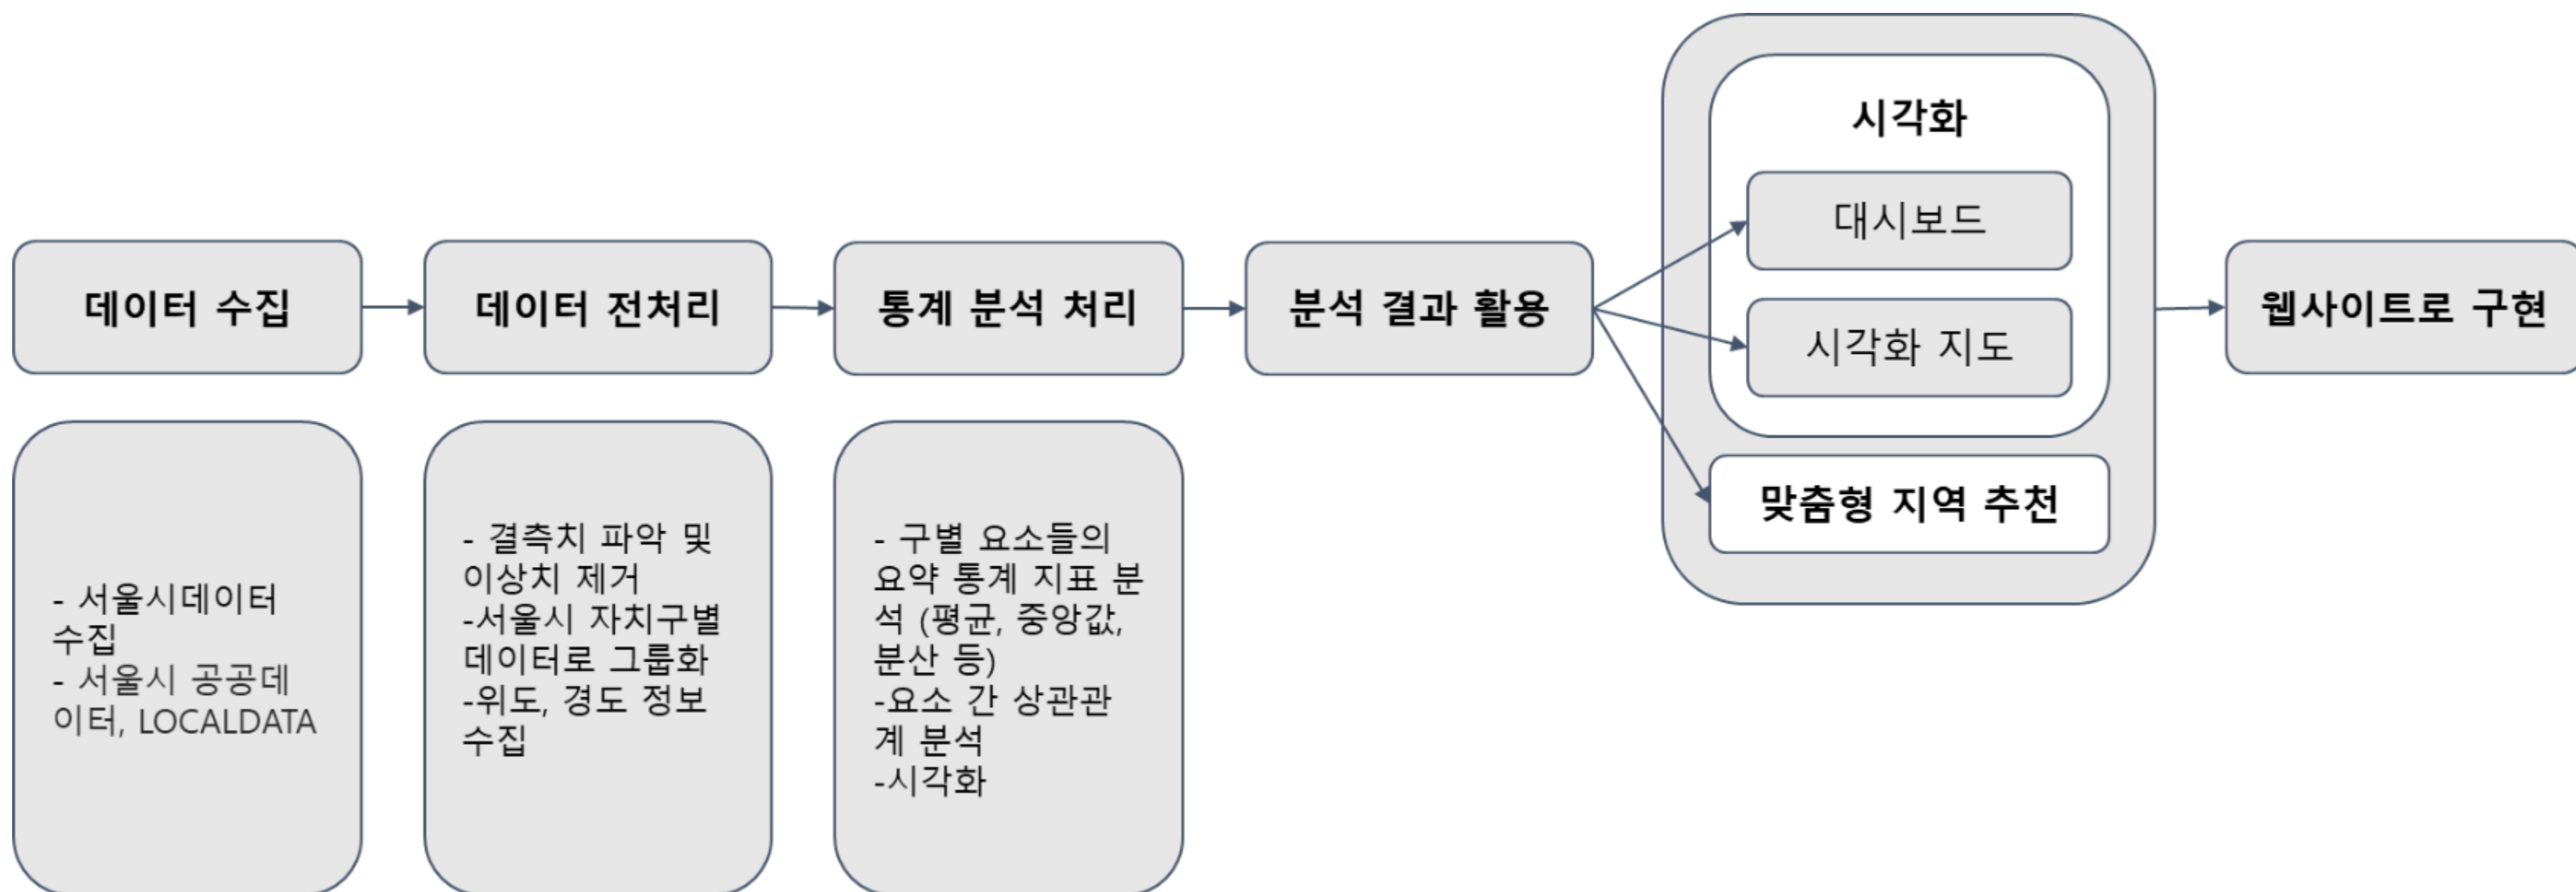 시각화
대시보드
시각화 지도
맞춤형 지역 추천
데이터 수집
데이터 전처리
통계 분석 처리
분석 결과 활용
웹사이트로 구현
- 서울시데이터
수집
- 서울시 공공데
이터, LOCALDATA
- 결측치 파악 및
이상치 제거
-서울시 자치구별
데이터로 그룹화
-위도, 경도 정보
수집
- 구별 요소들의
요약 통계 지표 분
석 (평균, 중앙값,
분산 등)
-요소 간 상관관
계 분석
-시각화